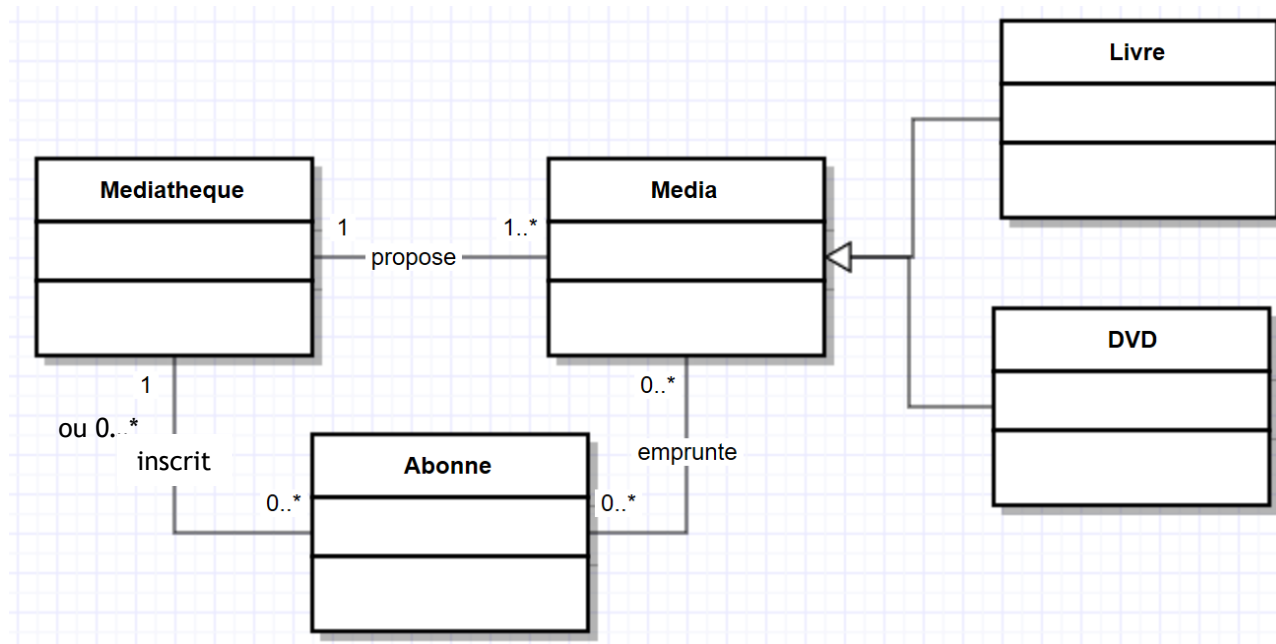 Livre
Mediatheque
Media
1
1..*
propose
DVD
1
0..*
ou 0..*
inscrit
emprunte
Abonne
0..*
0..*